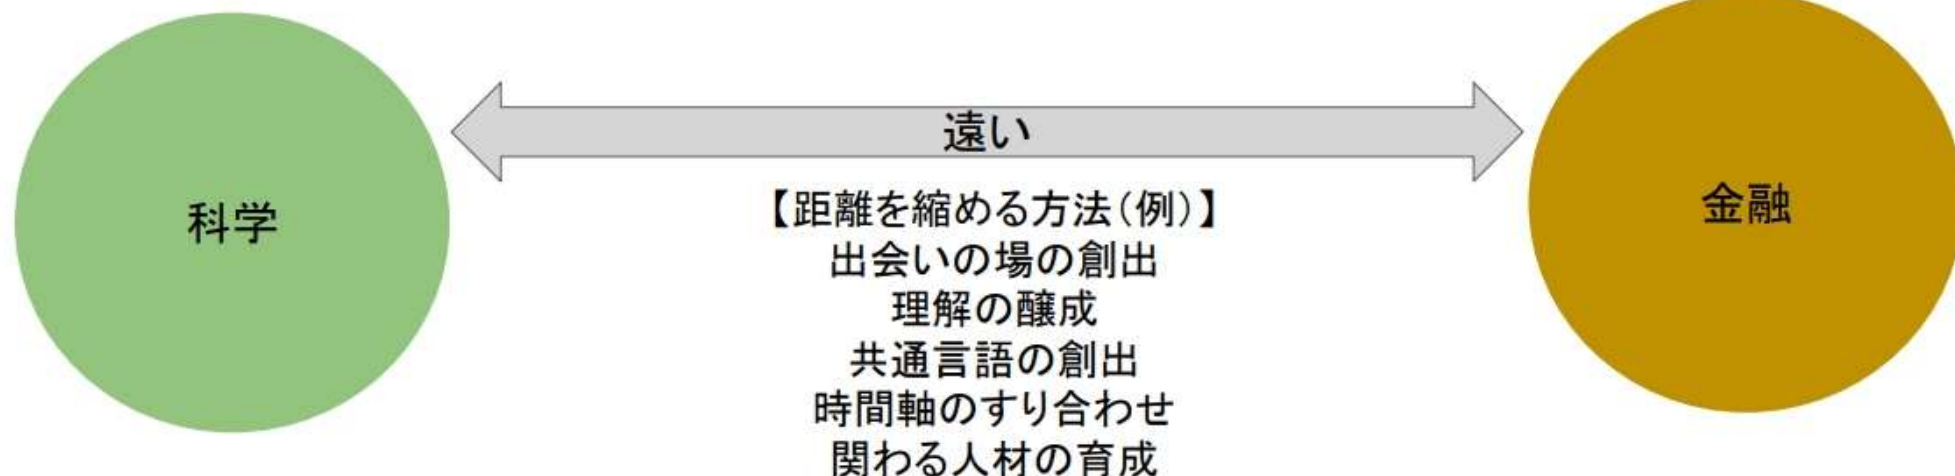 遠い
科学
金融
【距離を縮める方法(例)】
出会いの場の創出
理解の醸成
共通言語の創出
時間軸のすり合わせ
関わる人材の育成